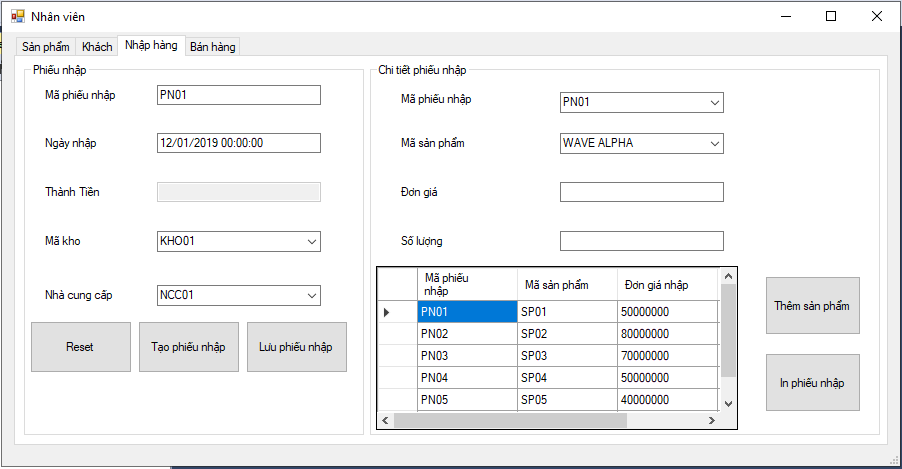 Nhân viên
Sản phẩm Khách Nhập hàng Bán hàng
Phiếu nhập
Mã phiếu nhập PN01
Ngày nhập 12/01/2019 00:00:00
Thành Tiền
Mã kho KHO01
Nhà cung cấp NCC01
Reset Tạo phiếu nhập Lưu phiếu nhập
Chi tiết phiếu nhập
Mã phiếu nhập PN01
Mã sản phẩm WAVE ALPHA
Đơn giá
Số lượng
Mã phiếu
nhập Mã sản phẩm Đơn giá nhập
PN01 SP01 50000000
PN02 SP02 80000000
PN03 SP03 70000000
PN04 SP04 50000000
PN05 SP05 40000000
Thêm sản phẩm
In phiếu nhập